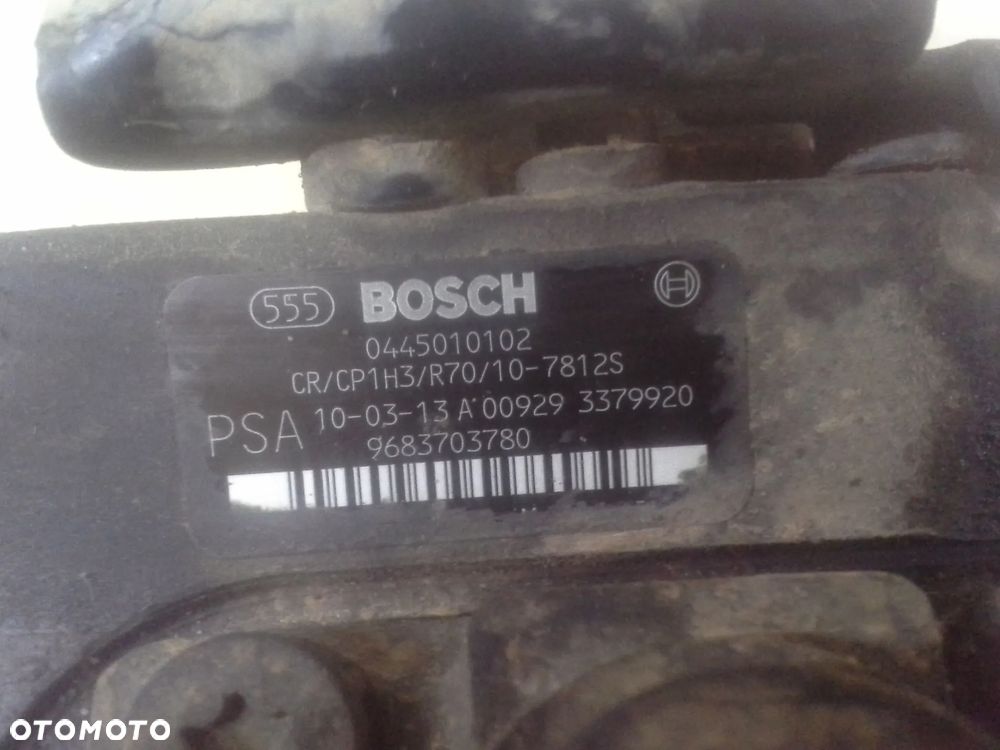 555 BOSCH
0445010102
CR/CP1H3/R70/10-7812S
PSA 10-03-13 A 00929 3379920
9683703780
OTOMOTO